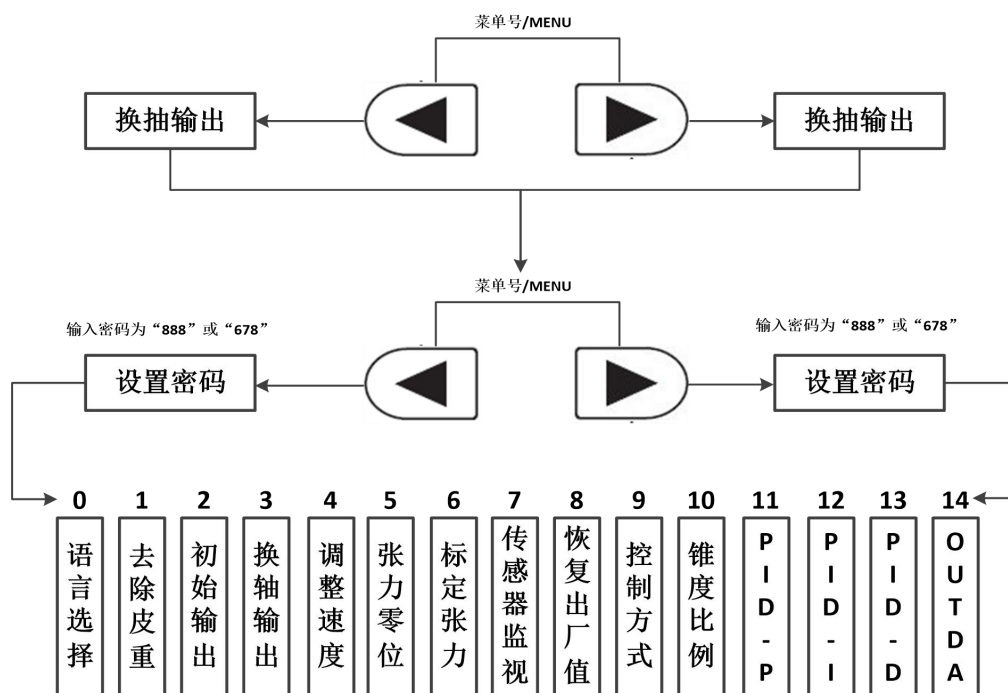 菜单号/MENU
换抽输出
换抽输出
菜单号/MENU
输入密码为“888”或“678”
输入密码为“888”或“678”
设置密码
设置密码
0 1 2 3 4 5 6 7 8 9 10 11 12 13 14
语言选择
去除皮重
初始输出
换轴输出
调整速度
张力零位
标定张力
传感器监视
恢复出厂值
控制方式
锥度比例
PID-P
PID-I
PID-D
OUTDA